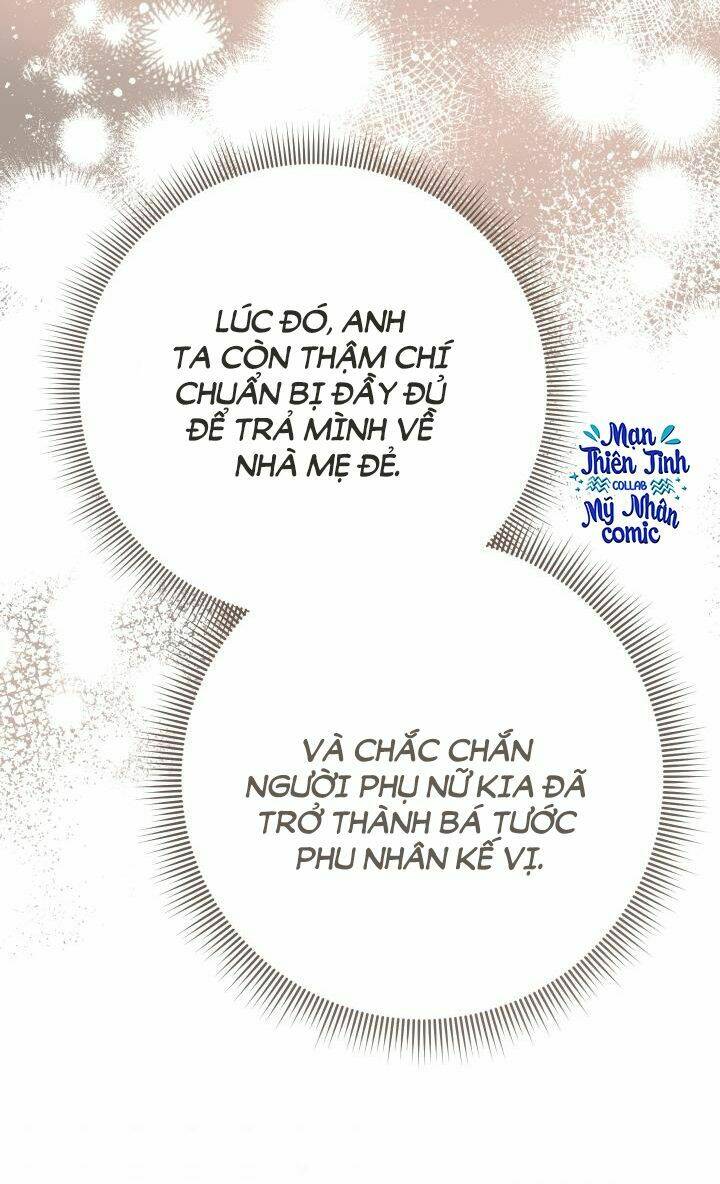 LÚC ĐÓ, ANH
TA CÒN THẬM CHÍ
CHUẨN BỊ ĐẦY ĐỦ
ĐỂ TRẢ MÌNH VỀ
NHÀ MẸ ĐẺ.
Mạn
Thiên Tình
COLLAB
Mỹ Nhân
comic
VÀ CHẮC CHẮN
NGƯỜI PHỤ NỮ KIA ĐÃ
TRỞ THÀNH BÁ TƯỚC
PHU NHÂN KẾ VỊ.